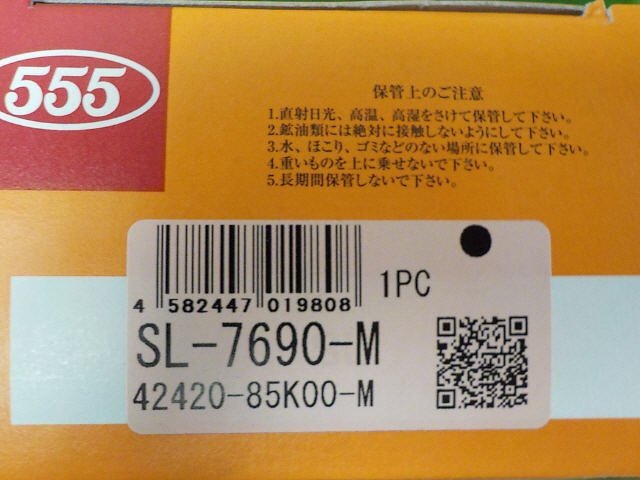 555
保管上のご注意
1.直射日光、高温、高湿をさけて保管して下さい。
2.鉱油類には絶対に接触しないようにして下さい。
3.水、ほこり、ゴミなどのない場所に保管して下さい。
4.重いものを上に乗せないで下さい。
5.長期間保管しないで下さい。
4 582447 019808
1PC
SL-7690-M
42420-85K00-M